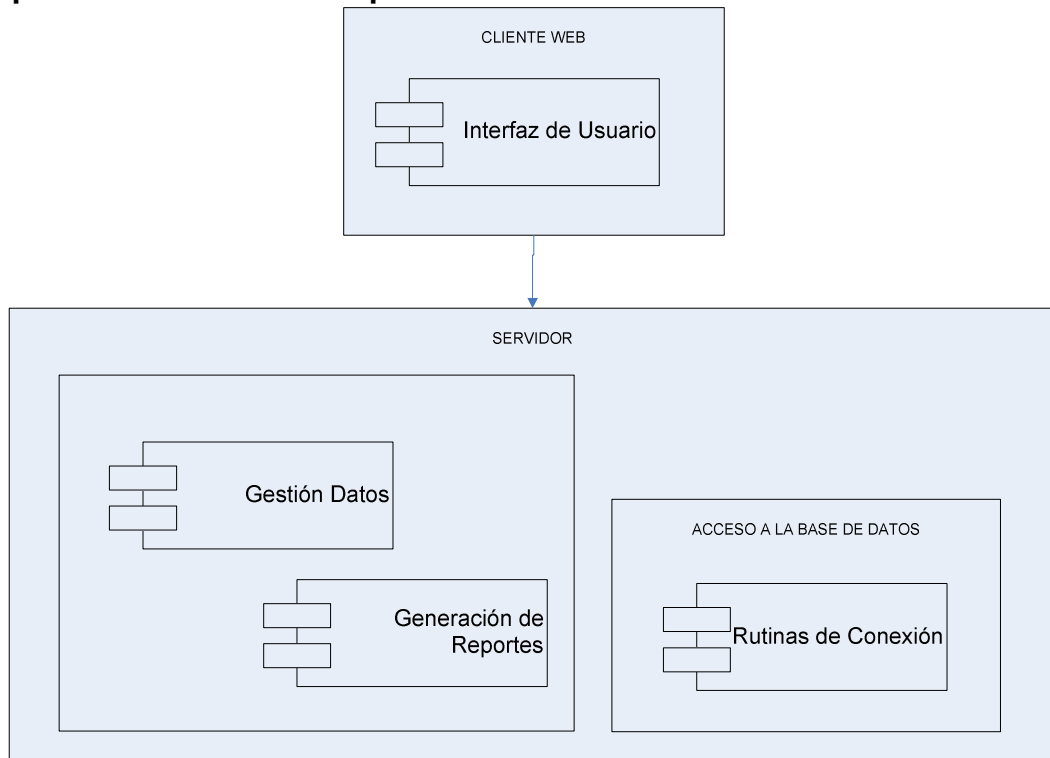 CLIENTE WEB
Interfaz de Usuario
SERVIDOR
Gestión Datos
Generación de
Reportes
ACCESO A LA BASE DE DATOS
Rutinas de Conexión